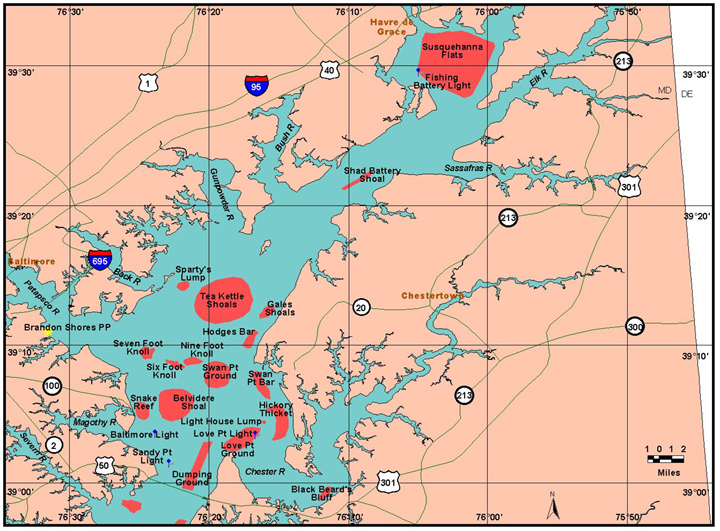 76°30'
76°20'
76°10'
76°00'
75°50'
Havre de
Grace
Susquehanna
Flats
213
40
Elk R
39°30'
39°30'
95
1
Fishing
Battery Light
MD
DE
Bush R
Shad Battery
Shoal
Sassafras R
Gunpowder R
301
39°20'
213
39°20'
Baltimore
695
Back R
Sparty's
Lump
Patapsco R
Tea Kettle
Shoals
Chestertown
Gales
Shoals
20
Brandon Shores PP
Hodges Bar
300
Seven Foot
Knoll
Nine Foot
Knoll
39°10'
39°10'
Six Foot
Knoll
Swan Pt
Ground
Swan
Pt Bar
100
213
Snake
Reef
Belvidere
Shoal
Hickory
Thicket
Magothy R
Light House Lump
Baltimore Light
Love Pt Light
2
Severn R
Love Pt
Ground
Sandy Pt
Light
50
1 0 1 2
Miles
Chester R
Dumping
Ground
301
39°00'
Black Beard's
Bluff
39°00'
N
76°30'
76°20'
76°10'
76°00'
75°50'